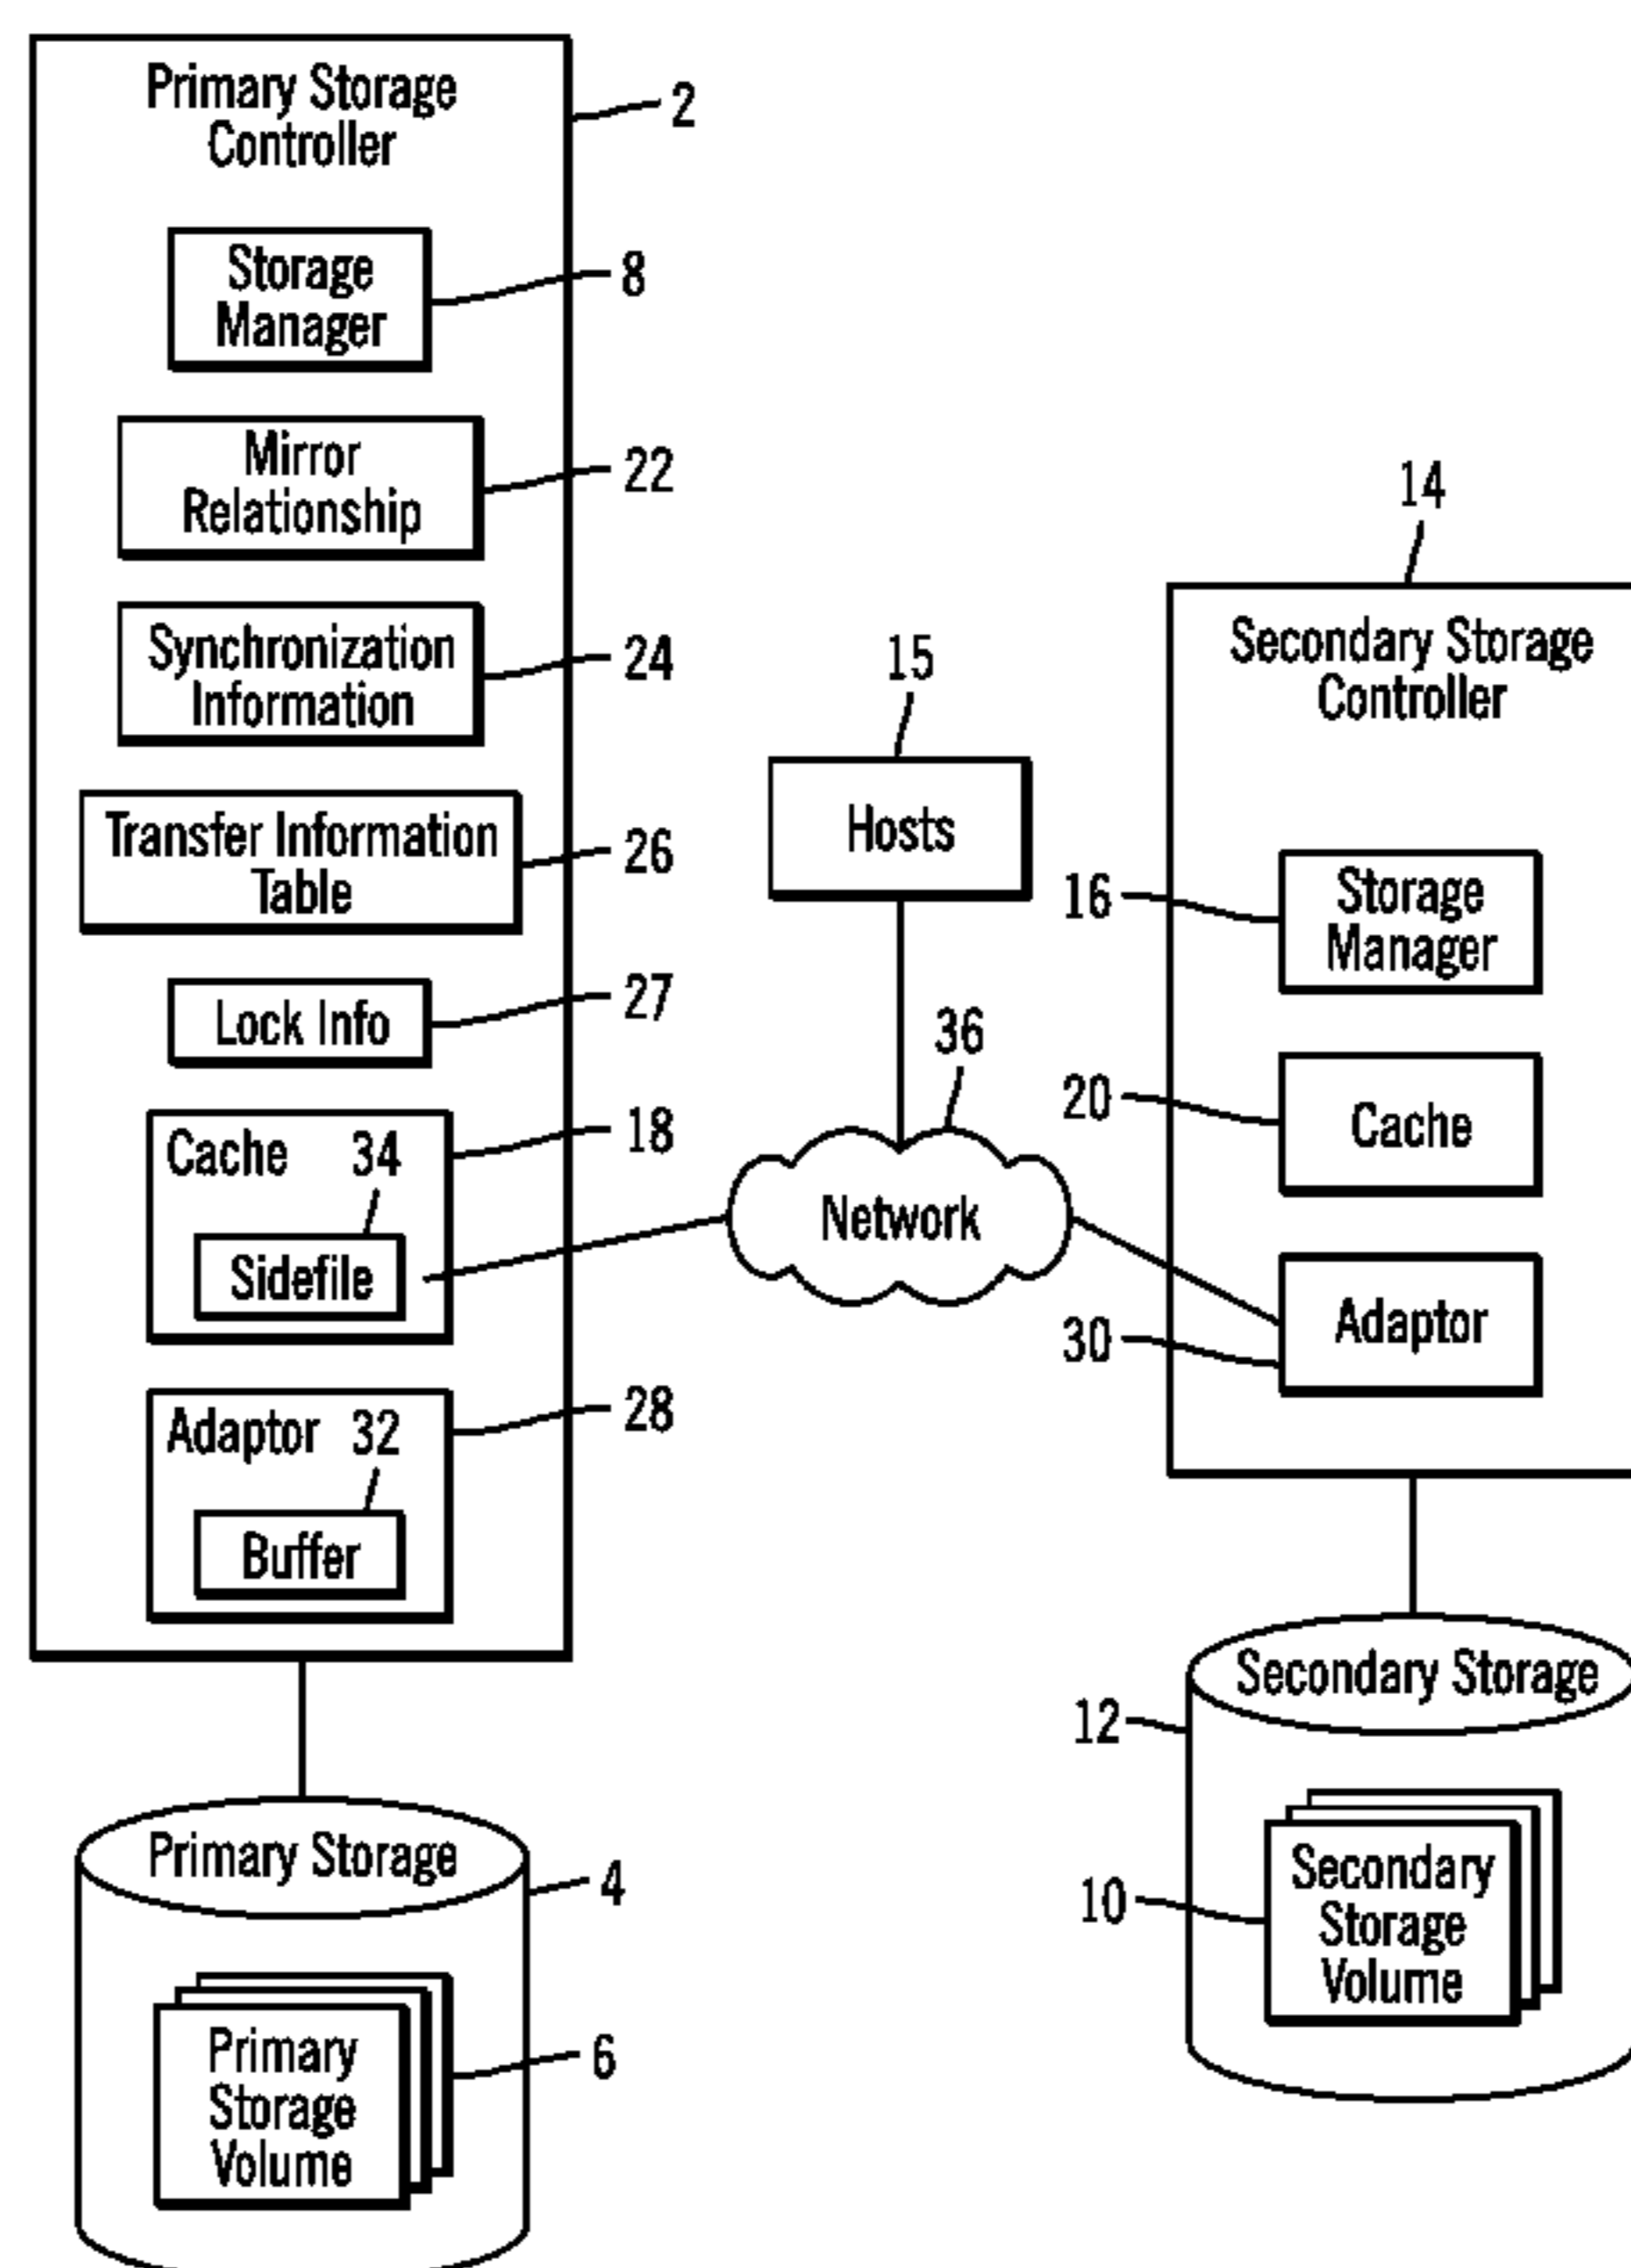 Primary Storage
Controller
2
Storage
Manager
8
Mirror
Relationship
22
Synchronization
Information
24
Transfer Information
Table
26
Lock Info
27
Cache 34
18
Sidefile
Adaptor 32
28
Buffer
Primary Storage
4
Primary
Storage
Volume
6
15
Hosts
36
Network
14
Secondary Storage
Controller
16
Storage
Manager
20
Cache
30
Adaptor
Secondary Storage
12
10
Secondary
Storage
Volume